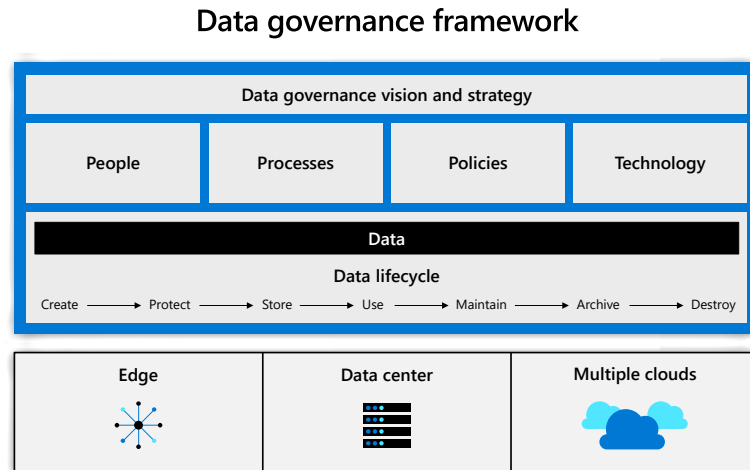 Data governance framework
Data governance vision and strategy
People Processes Policies Technology
Data
Data lifecycle
Create Protect Store Use Maintain Archive Destroy
Edge Data center Multiple clouds